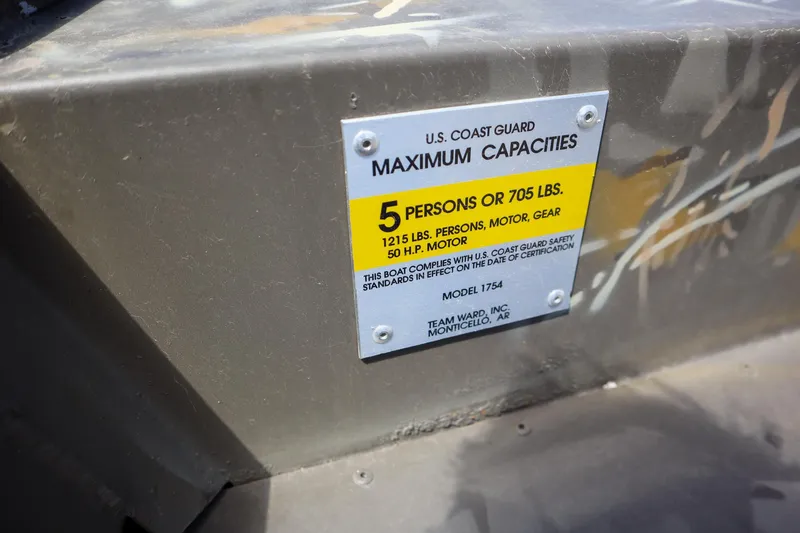 U.S. COAST GUARD
MAXIMUM CAPACITIES
5 PERSONS OR 705 LBS.
1215 LBS. PERSONS, MOTOR, GEAR
50 H.P. MOTOR
THIS BOAT COMPLIES WITH U.S. COAST GUARD SAFETY
STANDARDS IN EFFECT ON THE DATE OF CERTIFICATION
MODEL 1754
TEAM WARD, INC.
MONTICELLO, AR